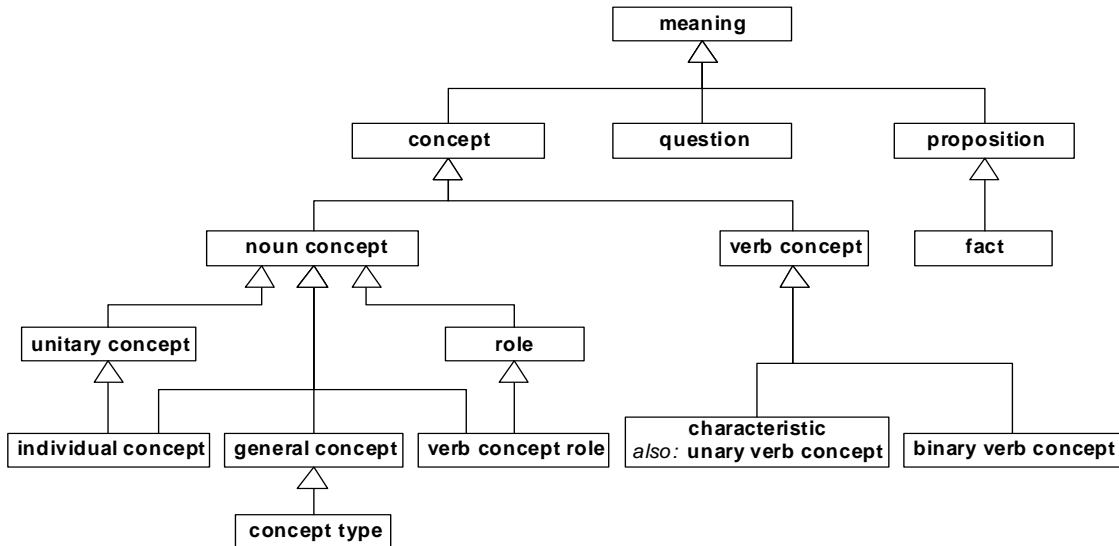 meaning
concept
question
proposition
noun concept
verb concept
fact
unitary concept
role
individual concept
general concept
verb concept role
characteristic
also: unary verb concept
binary verb concept
concept type